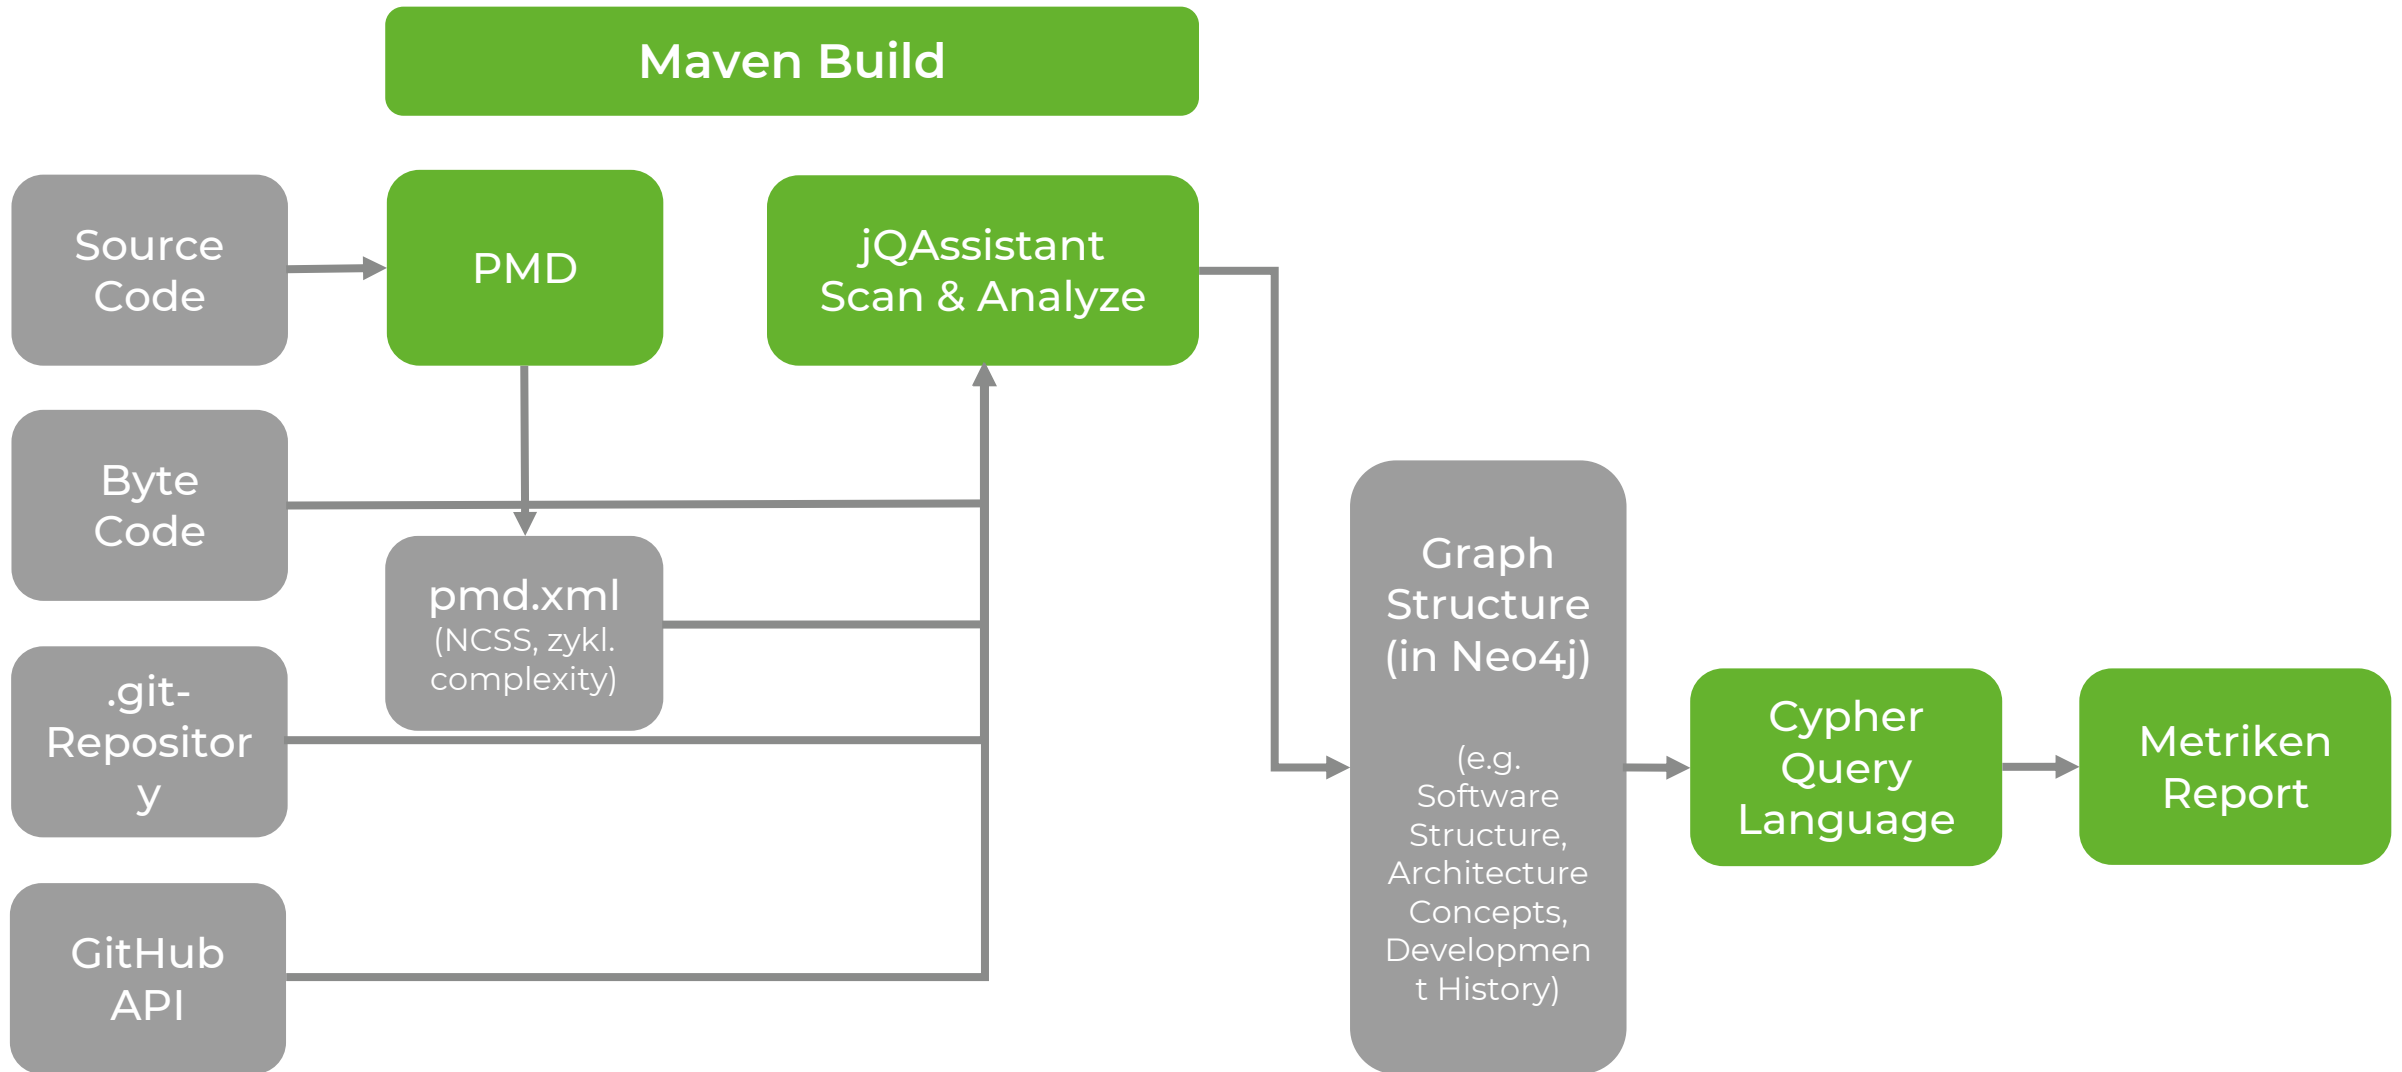 Maven Build
Source
Code
PMD
jQAssistant
Scan & Analyze
Byte
Code
pmd.xml
(NCSS, zykl.
complexity)
.git-
Repositor
y
GitHub
API
Graph
Structure
(in Neo4j)
(e.g.
Software
Structure,
Architecture
Concepts,
Developmen
t History)
Cypher
Query
Language
Metriken
Report